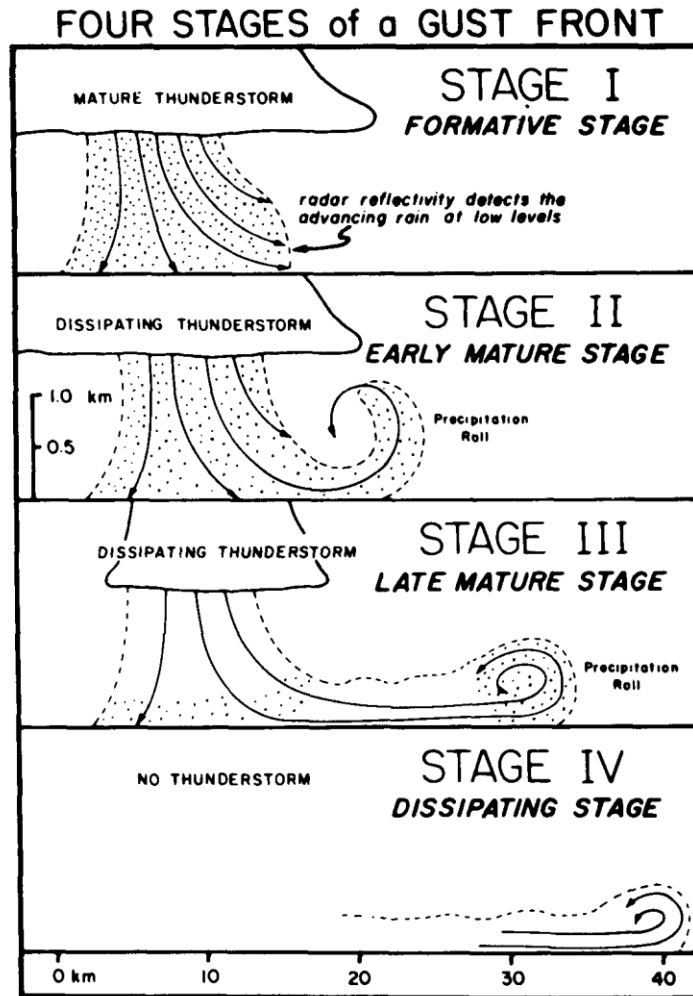 FOUR STAGES of a GUST FRONT
MATURE THUNDERSTORM
STAGE I
FORMATIVE STAGE
radar reflectivity detects the
advancing rain at low levels
DISSIPATING THUNDERSTORM
STAGE II
EARLY MATURE STAGE
1.0 km
0.5
Precipitation
Roll
DISSIPATING THUNDERSTORM
STAGE III
LATE MATURE STAGE
Precipitation
Roll
NO THUNDERSTORM
STAGE IV
DISSIPATING STAGE
0 km 10 20 30 40